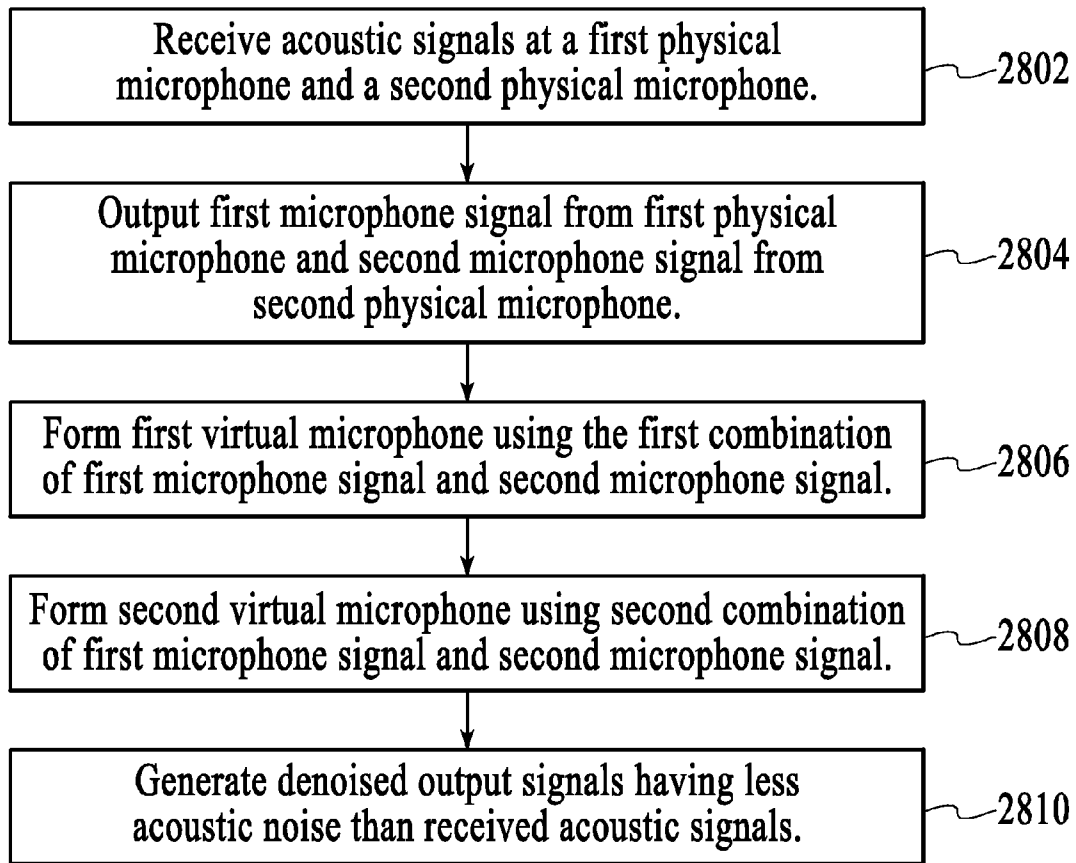 Receive acoustic signals at a first physical
microphone and a second physical microphone.
2802
Output first microphone signal from first physical
microphone and second microphone signal from
second physical microphone.
2804
Form first virtual microphone using the first combination
of first microphone signal and second microphone signal.
2806
Form second virtual microphone using second combination
of first microphone signal and second microphone signal.
2808
Generate denoised output signals having less
acoustic noise than received acoustic signals.
2810